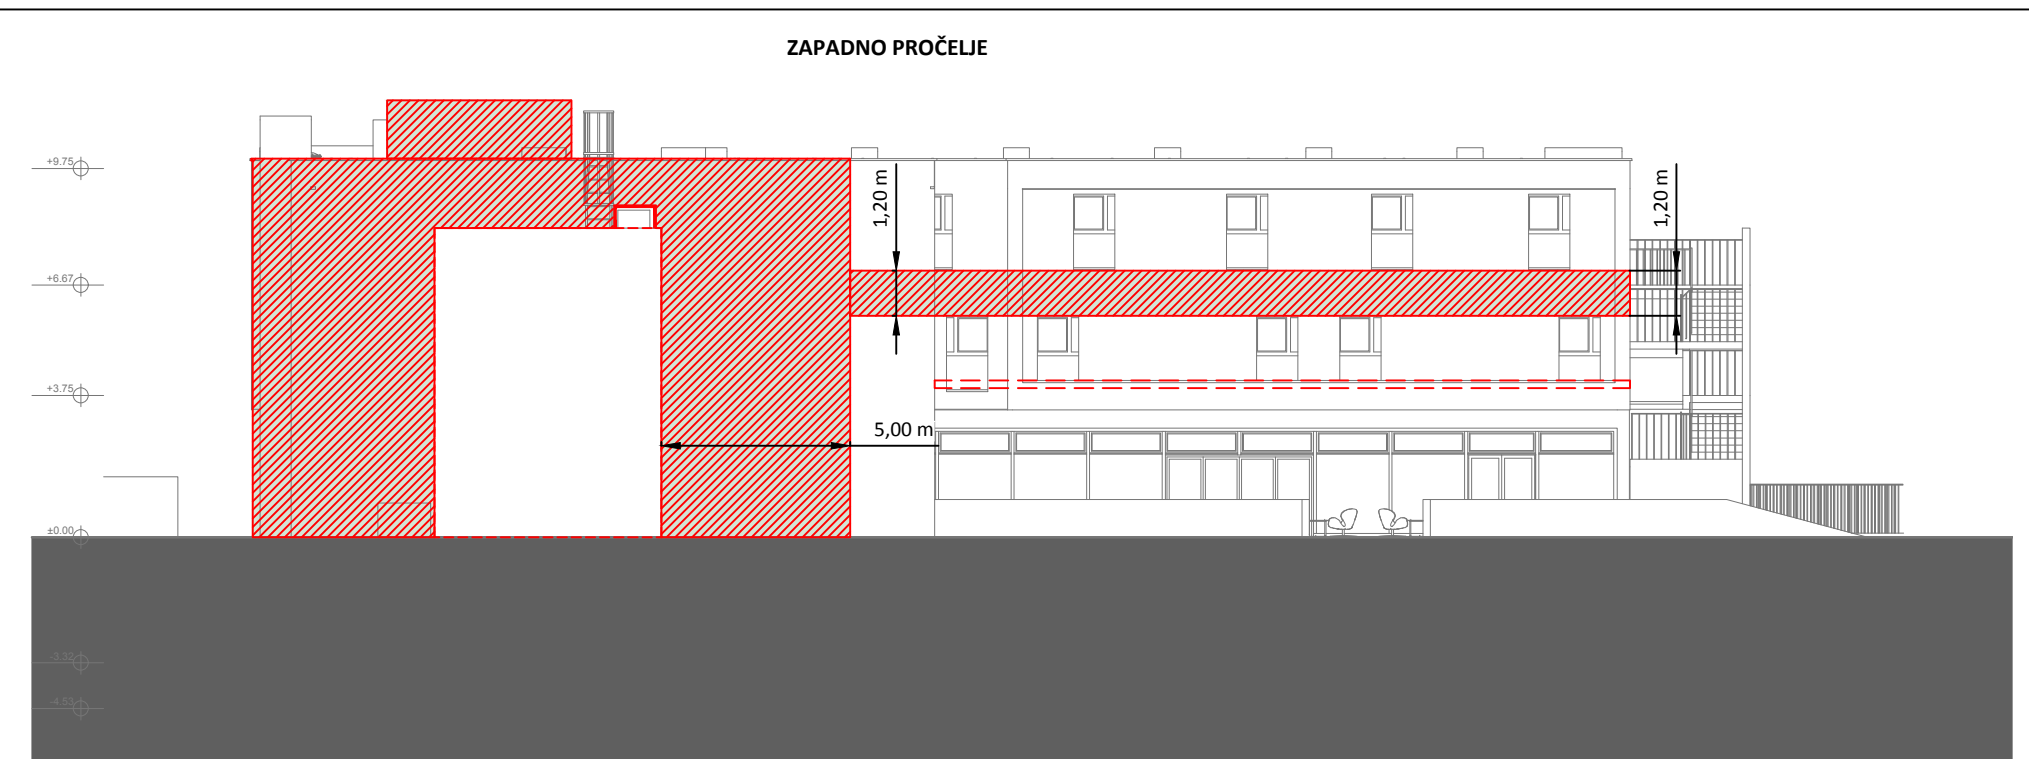 ZAPADNO PROČELJE
+9.75
1,20 m
1,20 m
+6.67
+3.75
5,00 m
±0.00
-3.32
-4.53